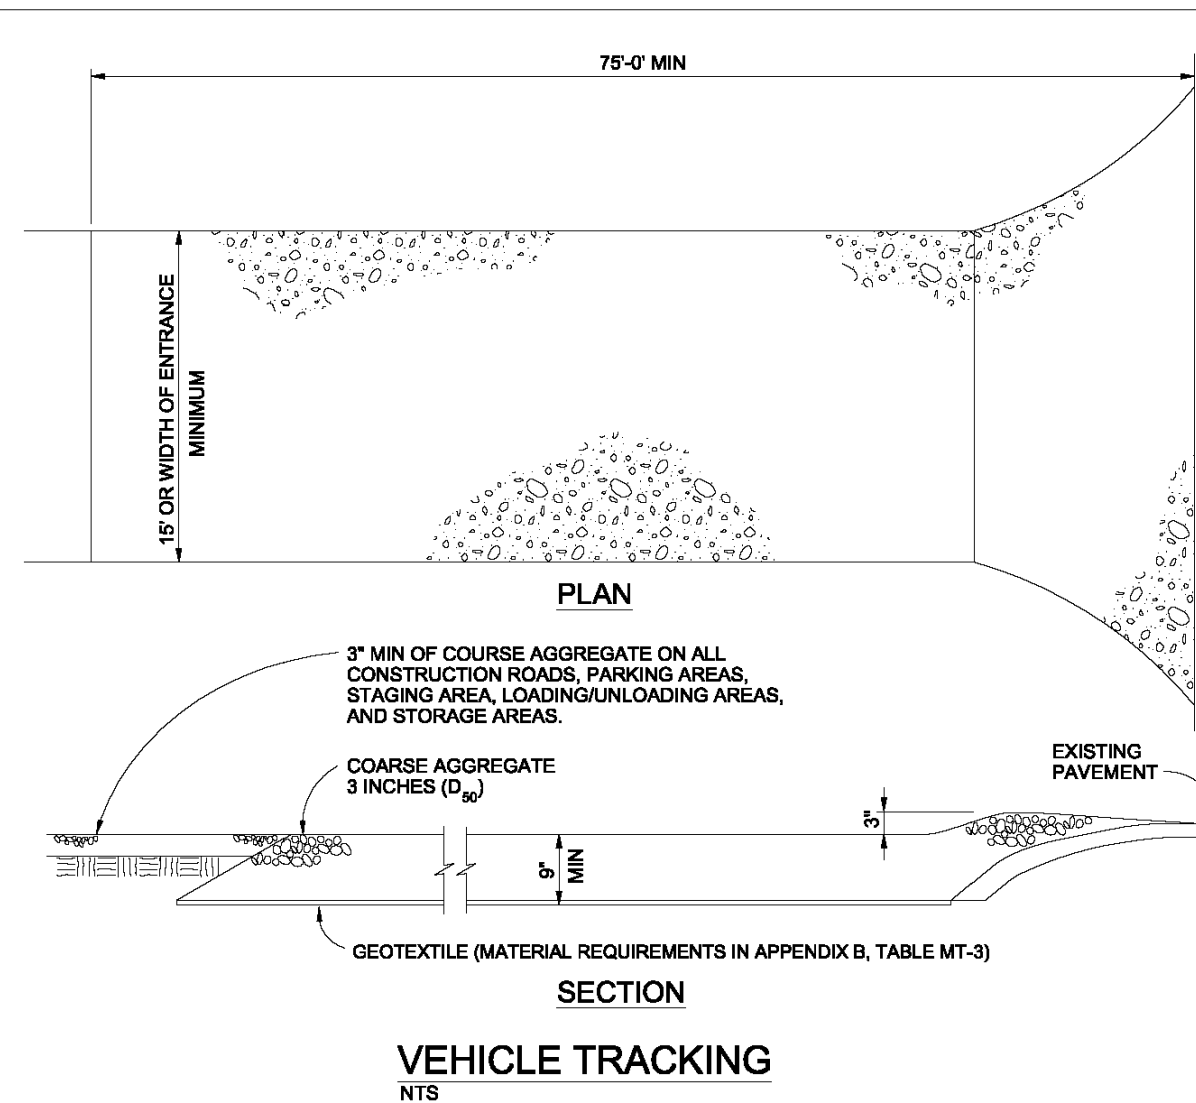 75'-0' MIN
15' OR WIDTH OF ENTRANCE
MINIMUM
PLAN
3" MIN OF COURSE AGGREGATE ON ALL
CONSTRUCTION ROADS, PARKING AREAS,
STAGING AREA, LOADING/UNLOADING AREAS,
AND STORAGE AREAS.
COARSE AGGREGATE
3 INCHES (D50)
EXISTING
PAVEMENT
3"
9"
MIN
GEOTEXTILE (MATERIAL REQUIREMENTS IN APPENDIX B, TABLE MT-3)
SECTION
VEHICLE TRACKING
NTS